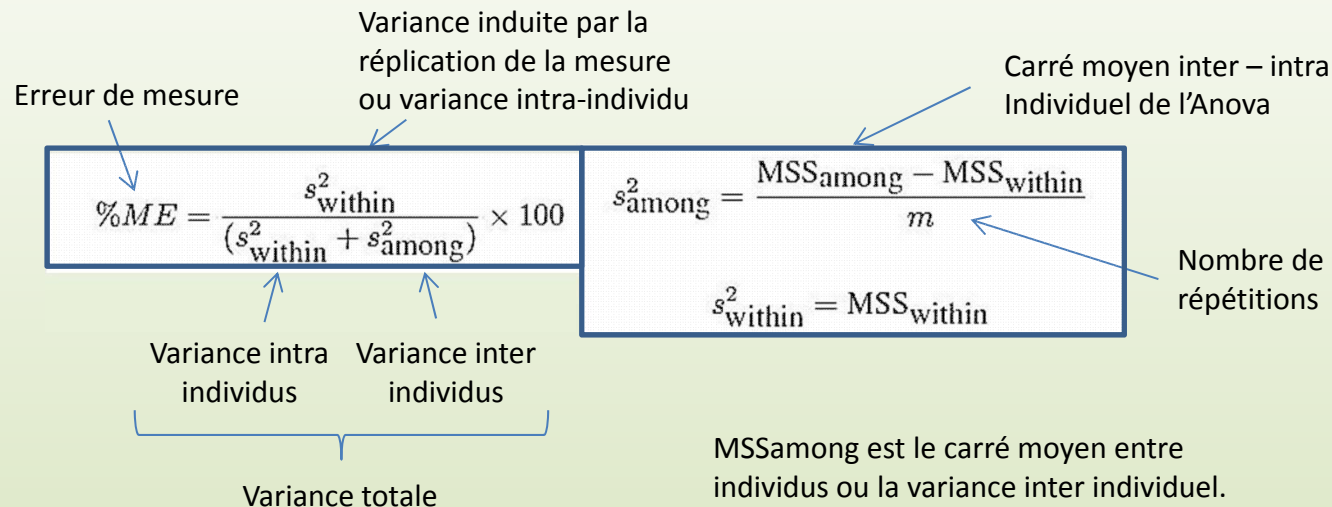 Variance induite par la
réplication de la mesure
ou variance intra-individu
Erreur de mesure
Carré moyen inter – intra
Individuel de l'Anova
%ME = s²within / (s²within + s²among) × 100
s²among = (MSSamong − MSSwithin) / m
s²within = MSSwithin
Nombre de
répétitions
Variance intra
individus
Variance inter
individus
Variance totale
MSSamong est le carré moyen entre
individus ou la variance inter individuel.